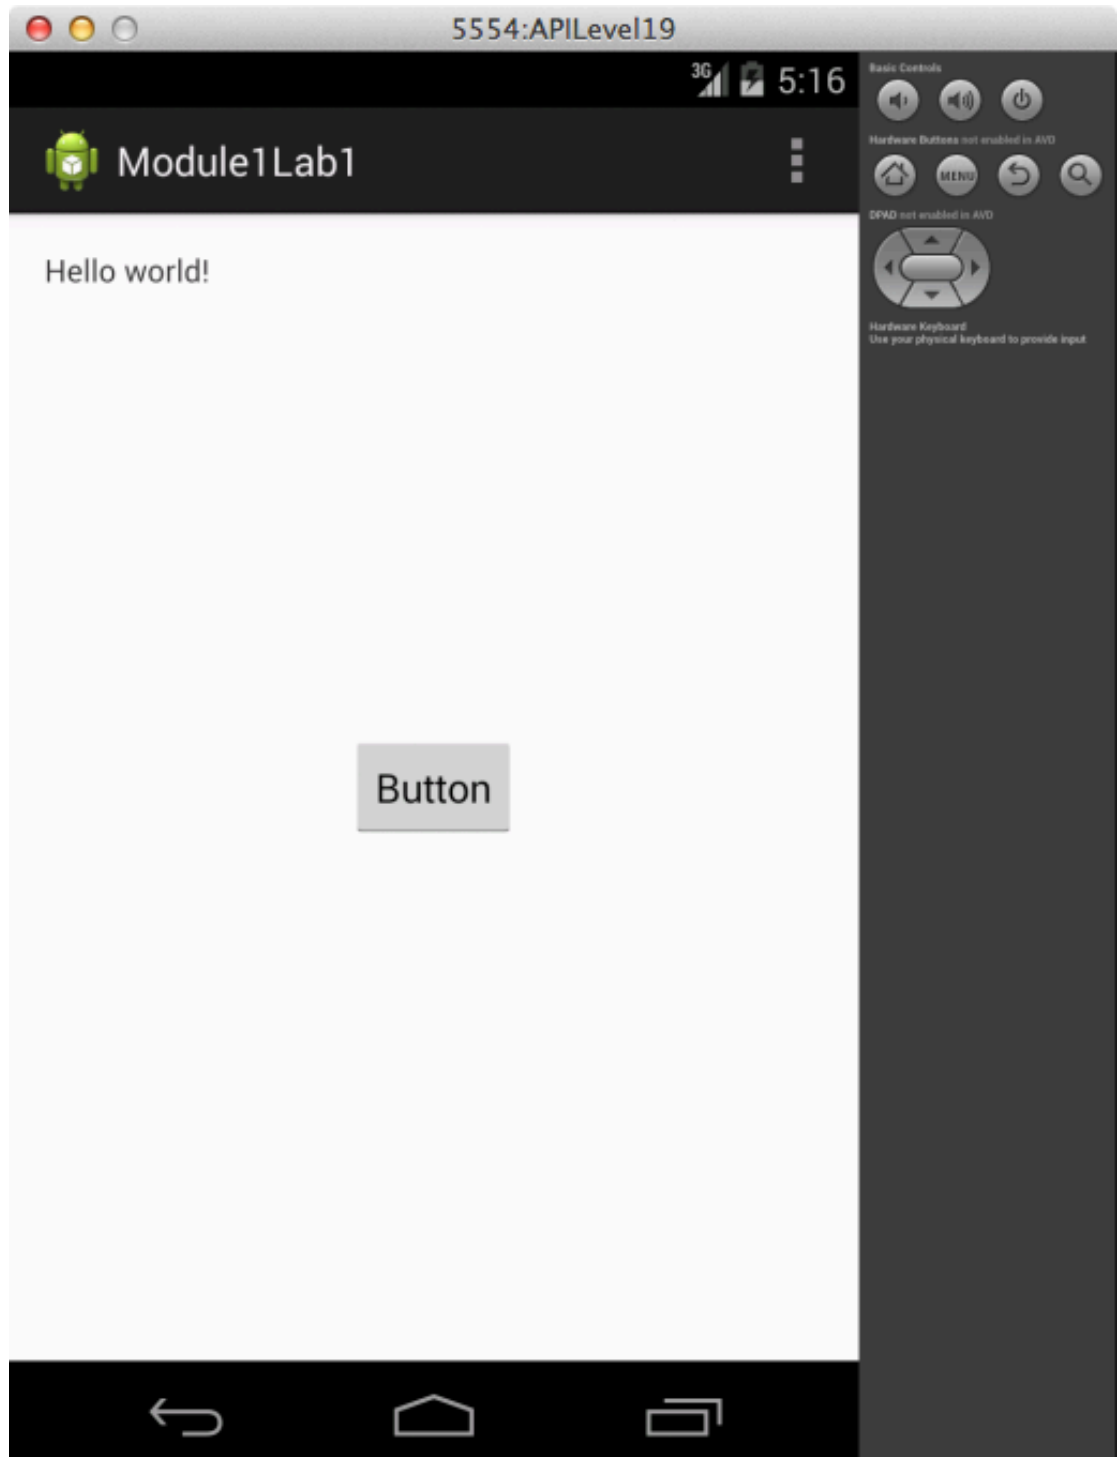 5554:APILevel19
3G 5:16
Module1Lab1
Hello world!
Button
Basic Controls
Hardware Buttons not enabled in AVD
MENU
DPAD not enabled in AVD
Hardware Keyboard
Use your physical keyboard to provide input